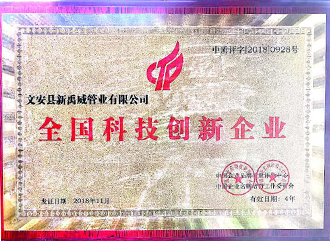 中商评字[2018]0928号
文安县新禹威管业有限公司
全国科技创新企业
发证日期：2018年11月
有效日期：4年